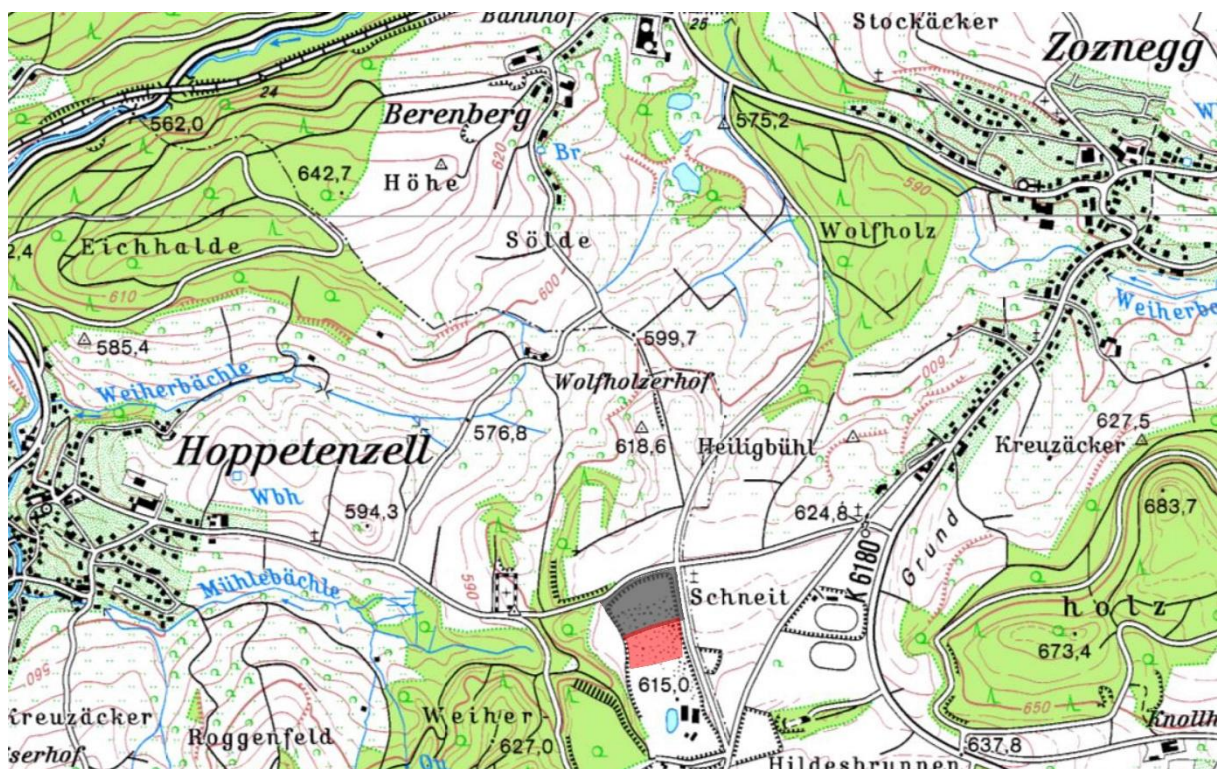 Bahnhof
25
Stockäcker
Zoznegg
24
Berenberg
562,0
575,2
Br
620
Höhe
642,7
590
Eichhalde
Sölde
Wolfholz
610
600
585,4
599,7
Weiherbächle
Wolfholzerhof
600
576,8
618,6
Heiligbühl
627,5
Kreuzäcker
Hoppetenzell
Wbh
594,3
624,8
683,7
K 6180
Grund
590
Mühlebächle
Schneit
holz
673,4
560
615,0
650
Kreuzäcker
Roggenfeld
Weiher-
627,0
Qu
637,8
Hildesbrunnen